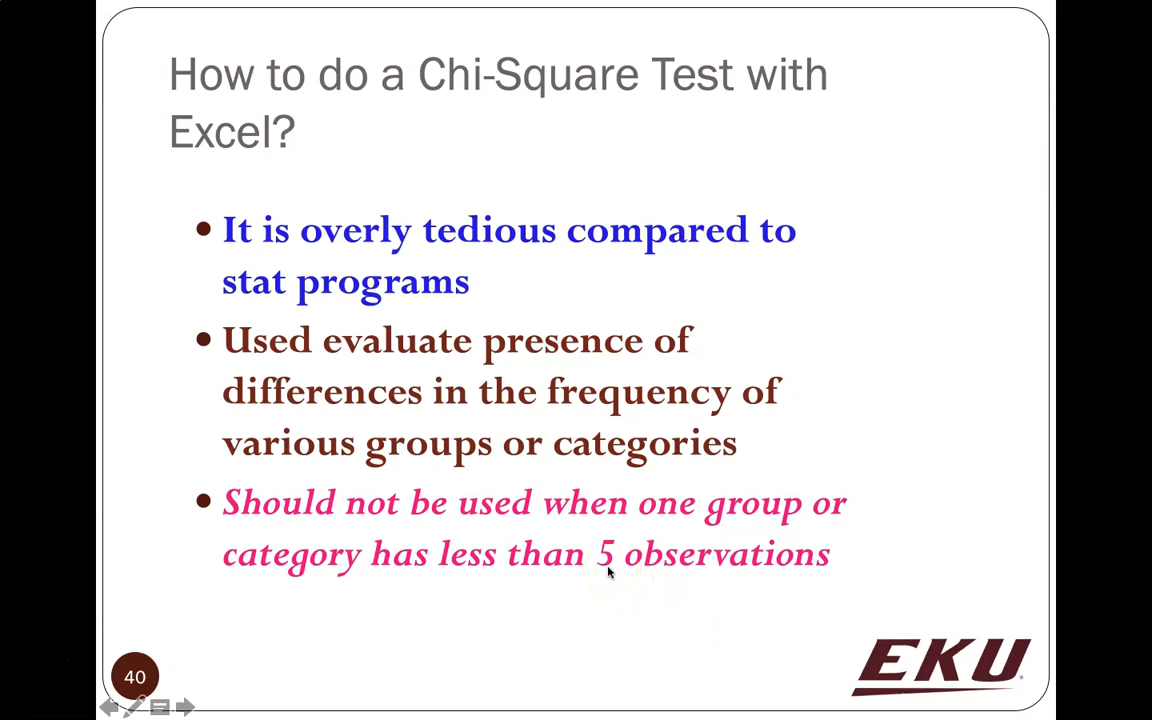 How to do a Chi-Square Test with
Excel?
• It is overly tedious compared to
stat programs
• Used evaluate presence of
differences in the frequency of
various groups or categories
• Should not be used when one group or
category has less than 5 observations
40
EKU